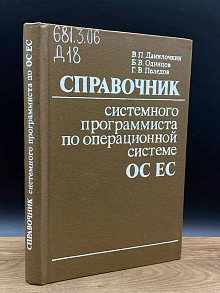 681.3.06
Д18
В.П.Данилочкин
Б.В.Одинцов
Г.В.Пеледов
СПРАВОЧНИК
системного
программиста
по операционной
системе
ОС ЕС
СПРАВОЧНИК системного программиста по ОС ЕС